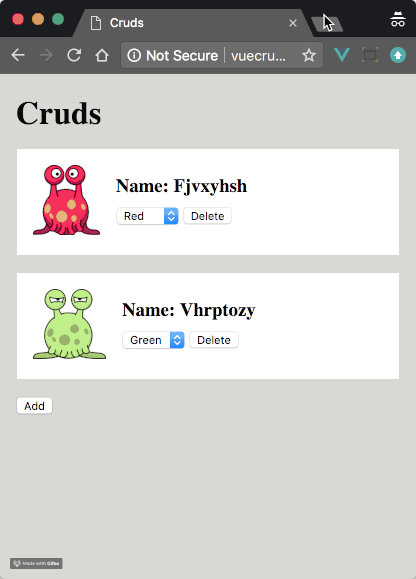 Cruds
Not Secure | vuecru...
Cruds
Name: Fjvxyhsh
Red
Delete
Name: Vhrptozy
Green
Delete
Add
Made with Gifox